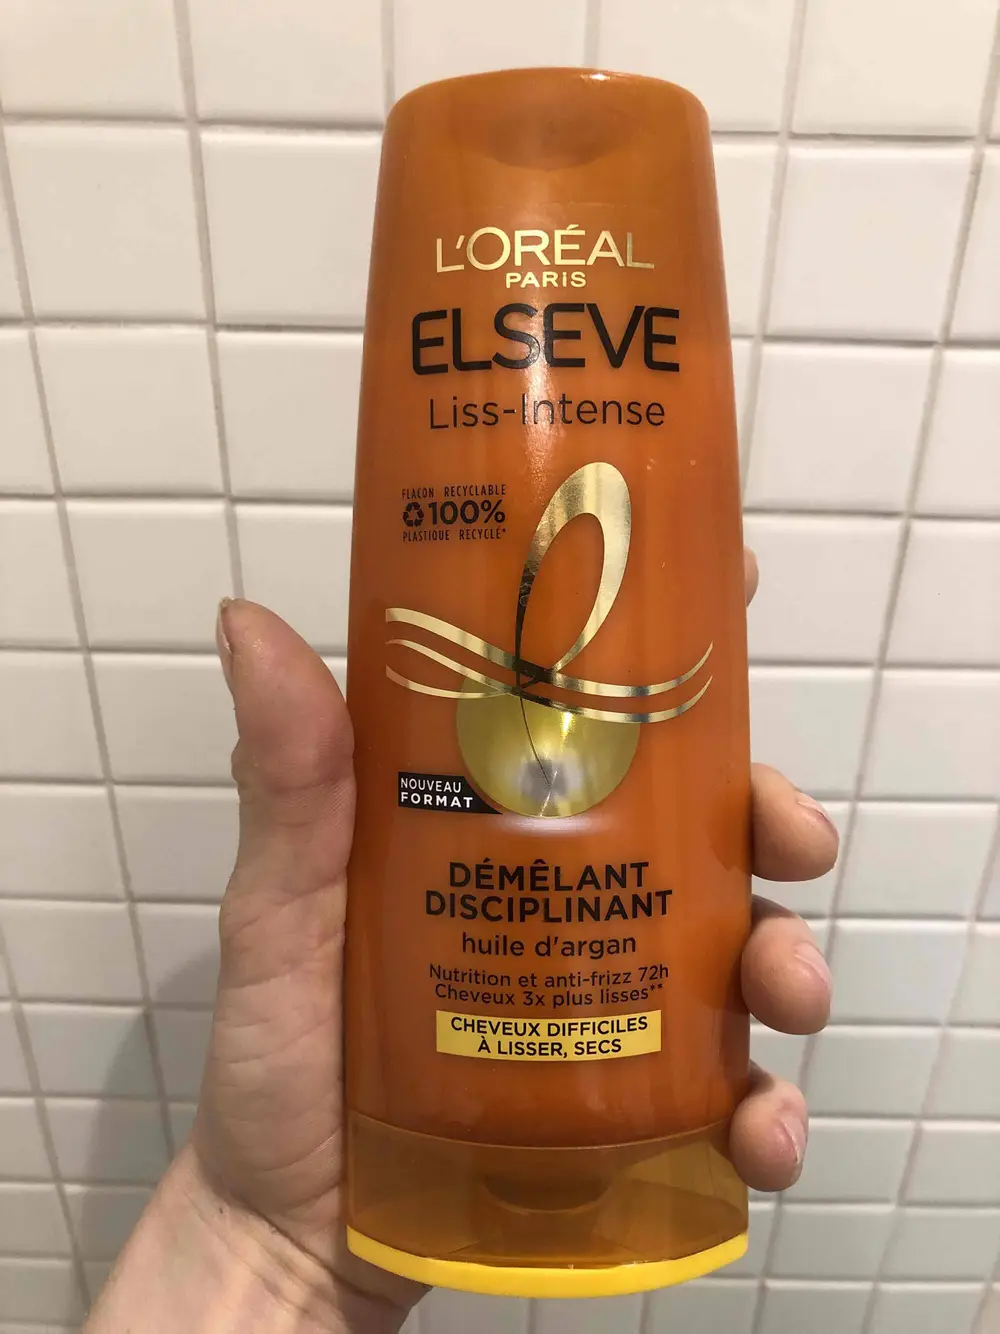 L'ORÉAL
PARIS
ELSEVE
Liss-Intense
FLACON RECYCLABLE
100%
PLASTIQUE RECYCLÉ*
NOUVEAU
FORMAT
DÉMÊLANT
DISCIPLINANT
huile d'argan
Nutrition et anti-frizz 72h
Cheveux 3x plus lisses**
CHEVEUX DIFFICILES
À LISSER, SECS